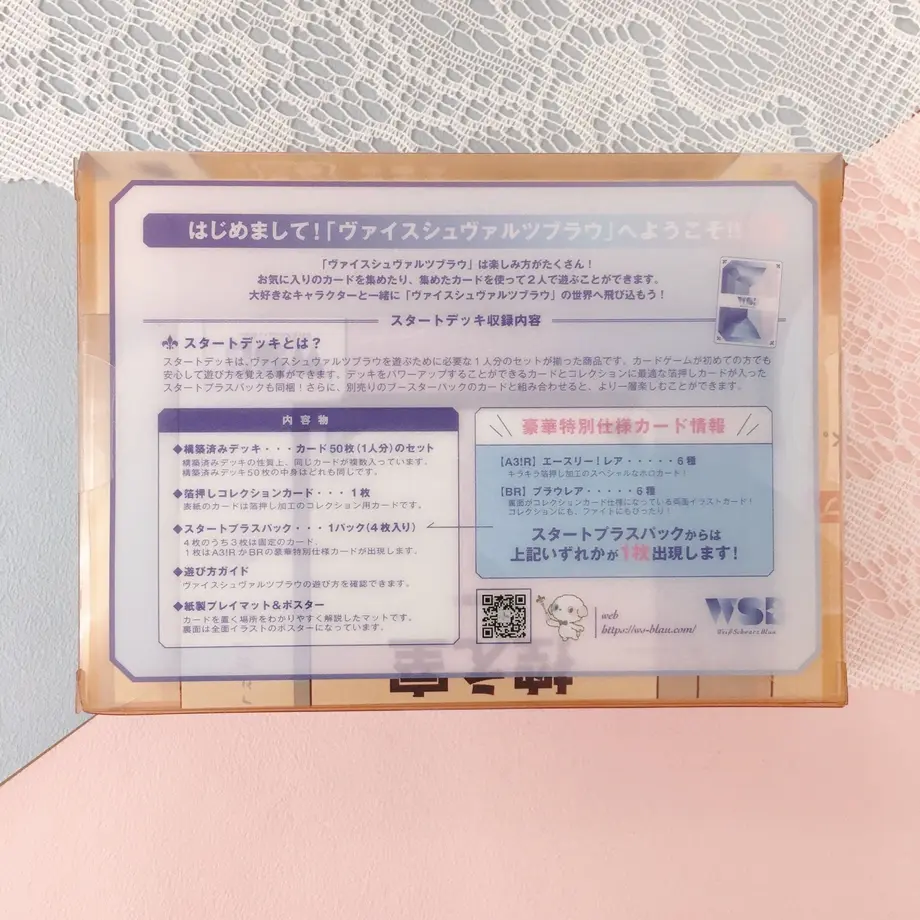 はじめまして!「ヴァイスシュヴァルツブラウ」へようこそ!!
「ヴァイスシュヴァルツブラウ」は楽しみ方がたくさん!
お気に入りのカードを集めたり、集めたカードを使って2人で遊ぶことができます。
大好きなキャラクターと一緒に「ヴァイスシュヴァルツブラウ」の世界へ飛び込もう!
スタートデッキ収録内容
スタートデッキとは?
スタートデッキは、ヴァイスシュヴァルツブラウを遊ぶために必要な1人分のセットが揃った商品です。カードゲームが初めての方でも
安心して遊び方を覚える事ができます。デッキをパワーアップすることができるカードとコレクションに最適な箔押しカードが入った
スタートプラスパックも同梱!さらに、別売りのブースターパックのカードと組み合わせると、より一層楽しむことができます。
内容物
◆構築済みデッキ・・・カード50枚(1人分)のセット
構築済みデッキの性質上、同じカードが複数入っています。
構築済みデッキ50枚の中身はどれも同じです。
◆箔押しコレクションカード・・・1枚
表紙のカードは箔押し加工のコレクション用カードです。
◆スタートプラスパック・・・1パック(4枚入り)
4枚のうち3枚は固定のカード。
1枚はA3!RかBRの豪華特別仕様カードが出現します。
◆遊び方ガイド
ヴァイスシュヴァルツブラウの遊び方を確認できます。
◆紙製プレイマット&ポスター
カードを置く場所をわかりやすく解説したマットです。
裏面は全面イラストのポスターになっています。
豪華特別仕様カード情報
【A3!R】エースリー!レア・・・・・6種
キラキラ箔押し加工のスペシャルなホロカード!
【BR】ブラウレア・・・・・6種
裏面がコレクションカード仕様になっている両面イラストカード!
コレクションにも、ファイトにもぴったり!
スタートプラスパックからは
上記いずれかが1枚出現します!
web
https://ws-blau.com/
WSB
Weiß Schwarz Blau